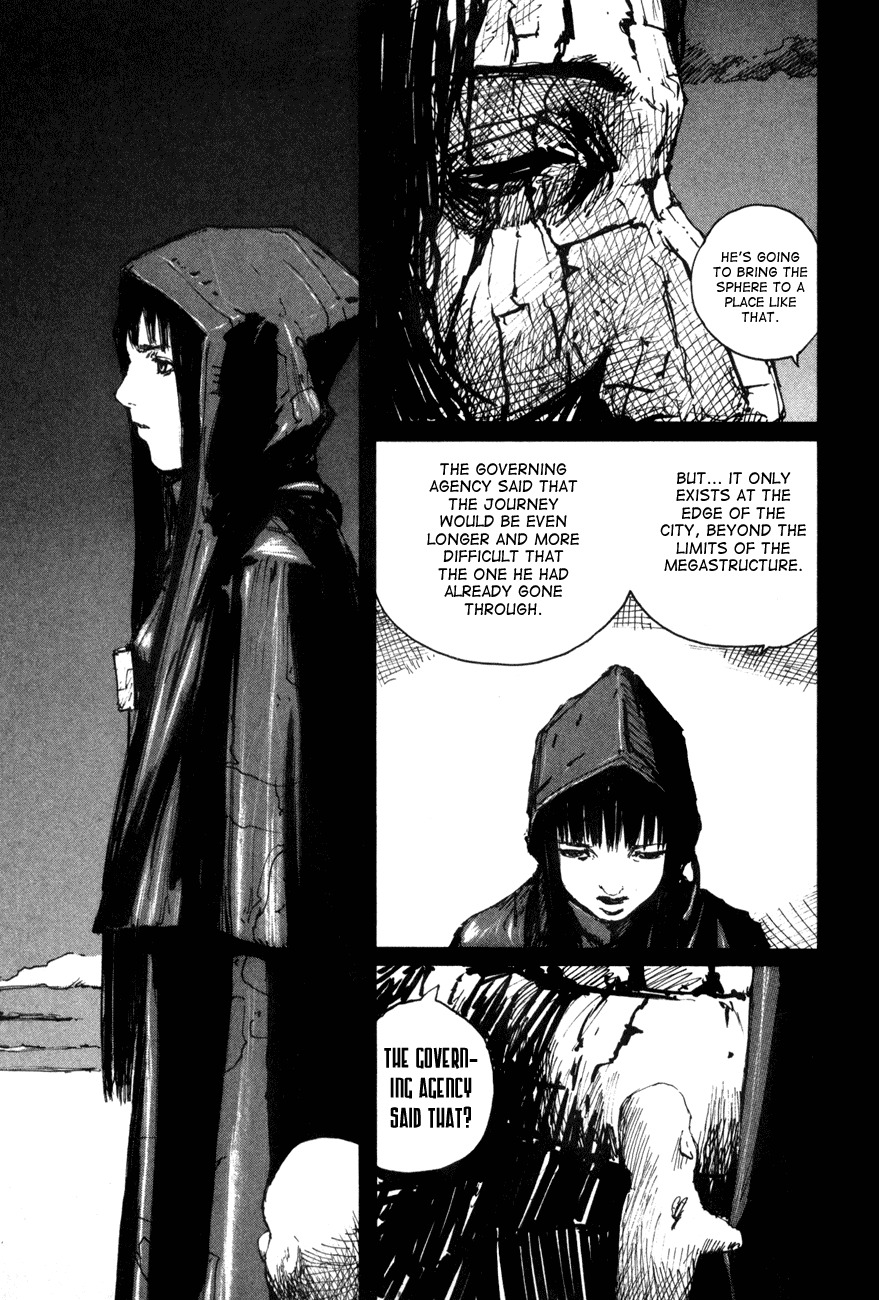 HE'S GOING
TO BRING THE
SPHERE TO A
PLACE LIKE
THAT.
BUT... IT ONLY
EXISTS AT THE
EDGE OF THE
CITY, BEYOND THE
LIMITS OF THE
MEGASTRUCTURE.
THE GOVERNING
AGENCY SAID THAT
THE JOURNEY
WOULD BE EVEN
LONGER AND MORE
DIFFICULT THAT
THE ONE HE HAD
ALREADY GONE
THROUGH.
THE GOVERN-
ING AGENCY
SAID THAT?